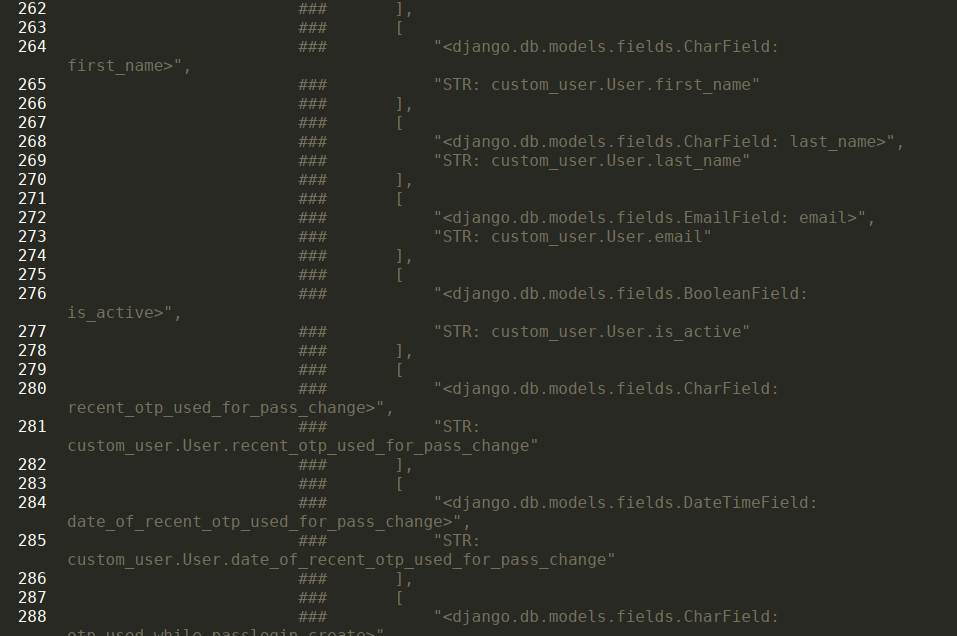 262 ### ],
263 ### [
264 ### "<django.db.models.fields.CharField:
first_name>",
265 ### "STR: custom_user.User.first_name"
266 ### ],
267 ### [
268 ### "<django.db.models.fields.CharField: last_name>",
269 ### "STR: custom_user.User.last_name"
270 ### ],
271 ### [
272 ### "<django.db.models.fields.EmailField: email>",
273 ### "STR: custom_user.User.email"
274 ### ],
275 ### [
276 ### "<django.db.models.fields.BooleanField:
is_active>",
277 ### "STR: custom_user.User.is_active"
278 ### ],
279 ### [
280 ### "<django.db.models.fields.CharField:
recent_otp_used_for_pass_change>",
281 ### "STR:
custom_user.User.recent_otp_used_for_pass_change"
282 ### ],
283 ### [
284 ### "<django.db.models.fields.DateTimeField:
date_of_recent_otp_used_for_pass_change>",
285 ### "STR:
custom_user.User.date_of_recent_otp_used_for_pass_change"
286 ### ],
287 ### [
288 ### "<django.db.models.fields.CharField:
otp_used_while_passlogin_create>"